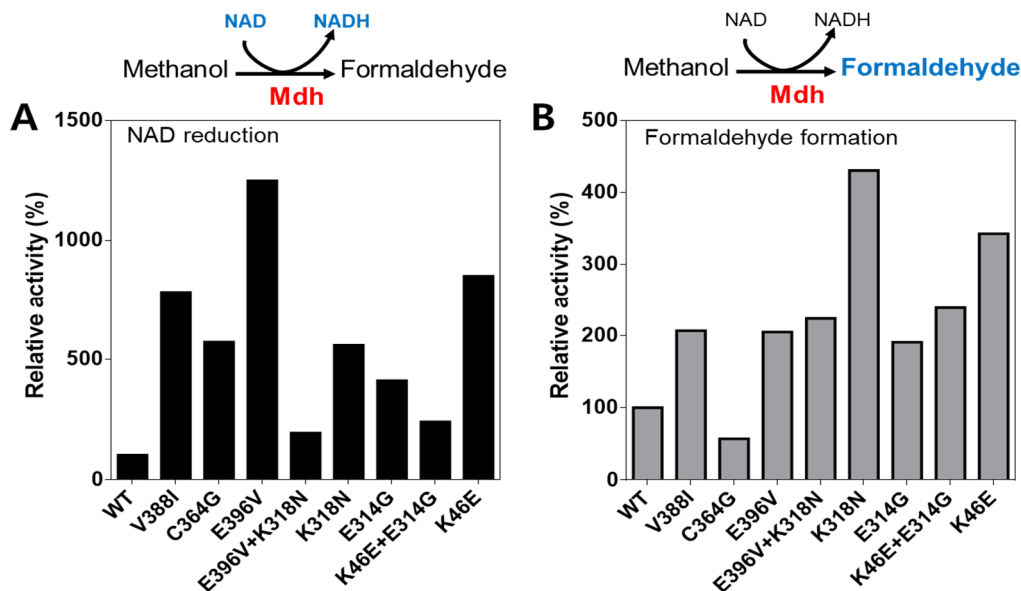 NAD NADH
Methanol Formaldehyde
Mdh
A
1500
NAD reduction
1000
500
0
Relative activity (%)
WT
V388I
C364G
E396V
E396V+K318N
K318N
E314G
K46E+E314G
K46E
NAD NADH
Methanol Formaldehyde
Mdh
B
500
Formaldehyde formation
400
300
200
100
0
Relative activity (%)
WT
V388I
C364G
E396V
E396V+K318N
K318N
E314G
K46E+E314G
K46E